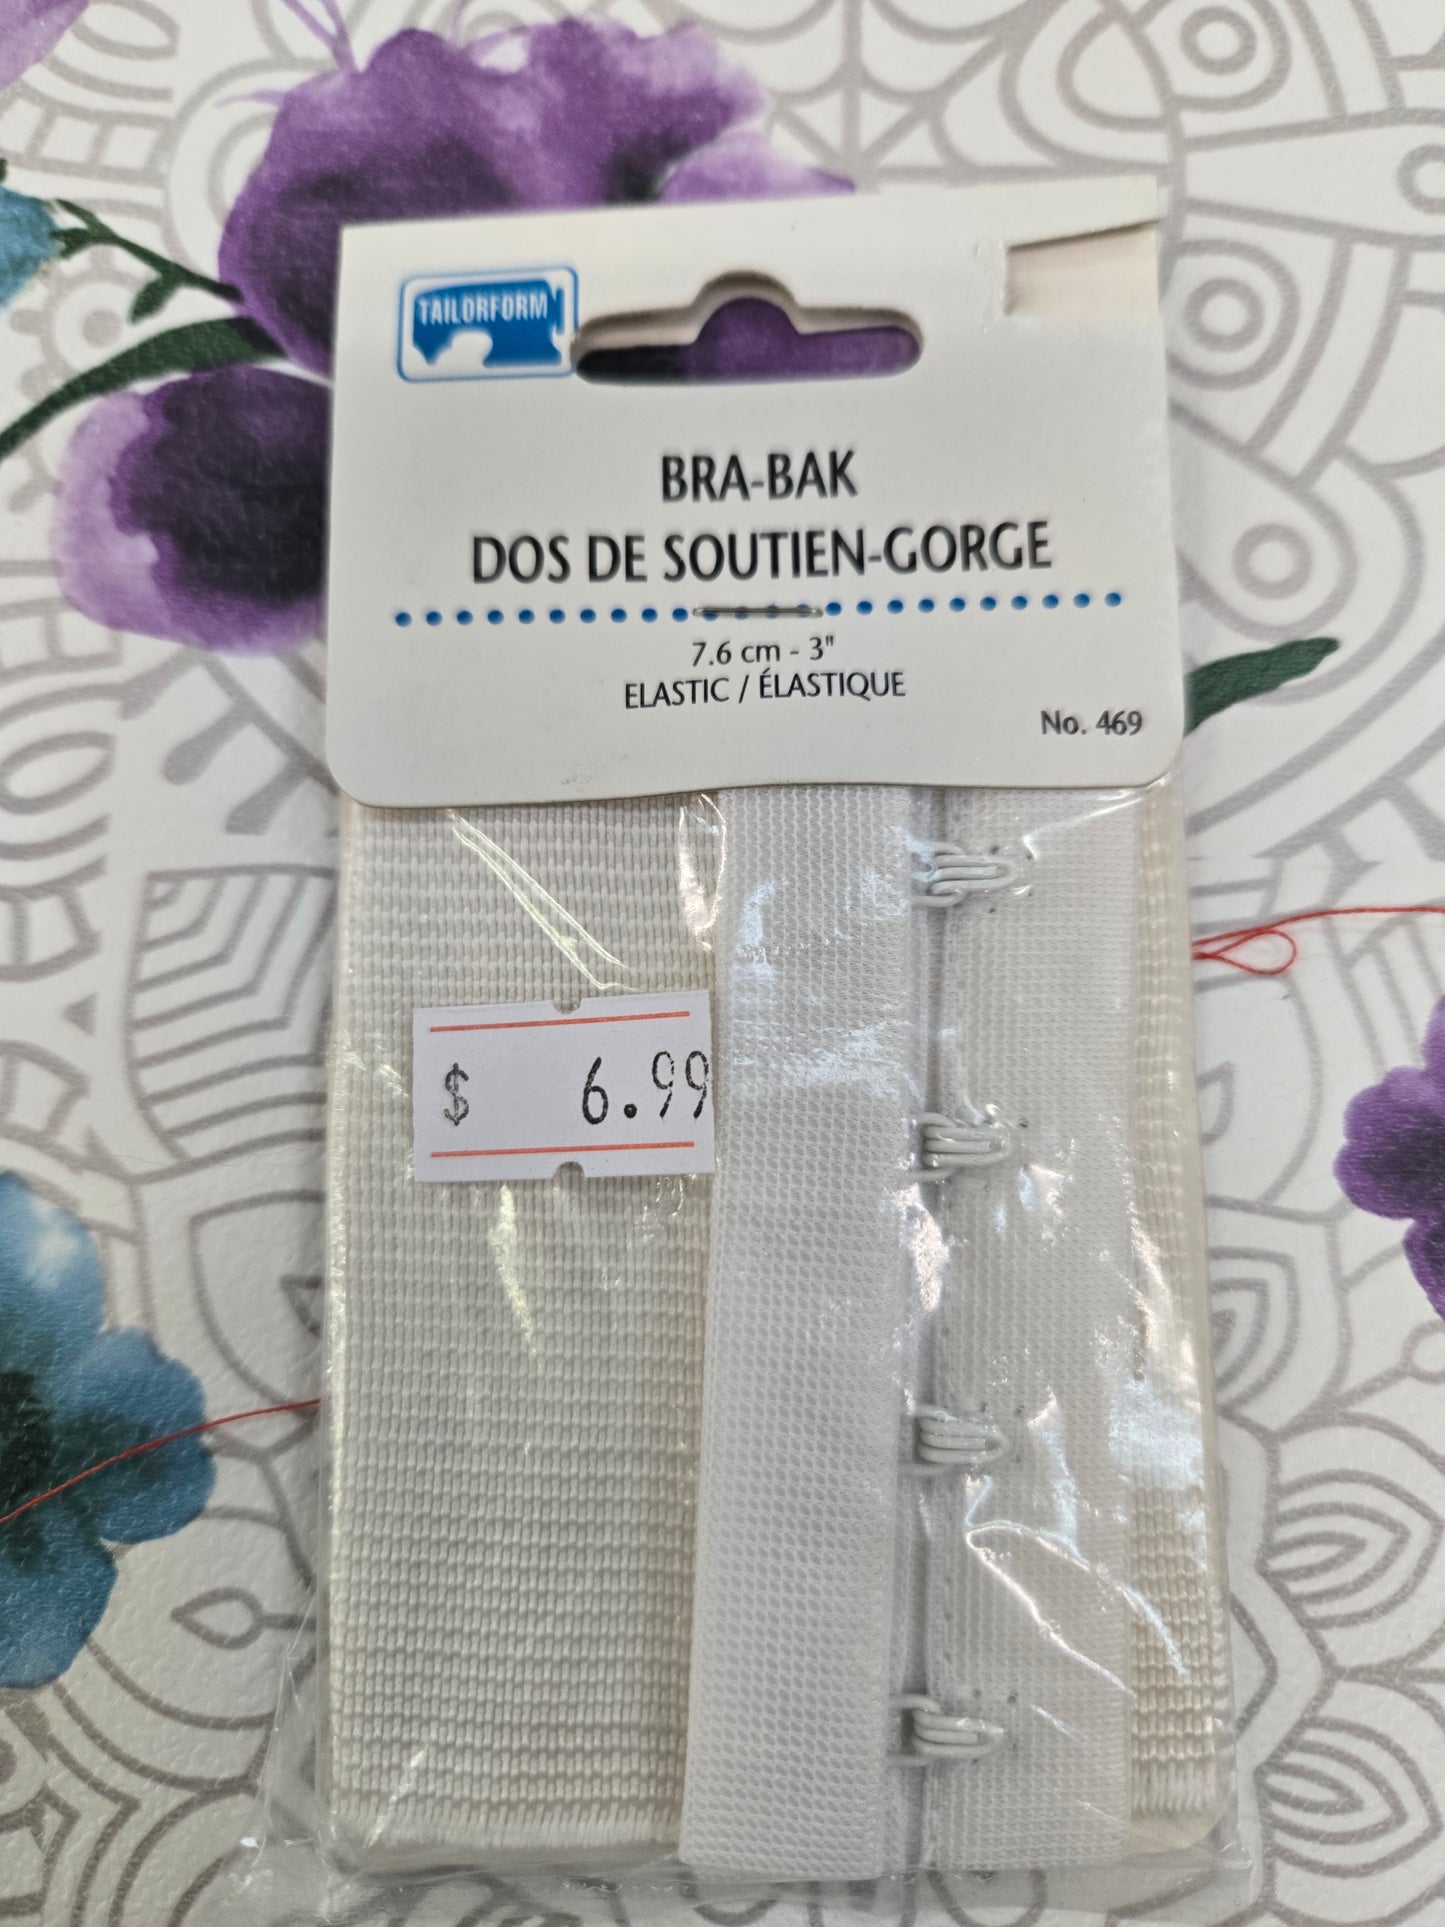 TAILORFORM
BRA-BAK
DOS DE SOUTIEN-GORGE
7.6 cm - 3"
ELASTIC / ÉLASTIQUE
No. 469
$ 6.99